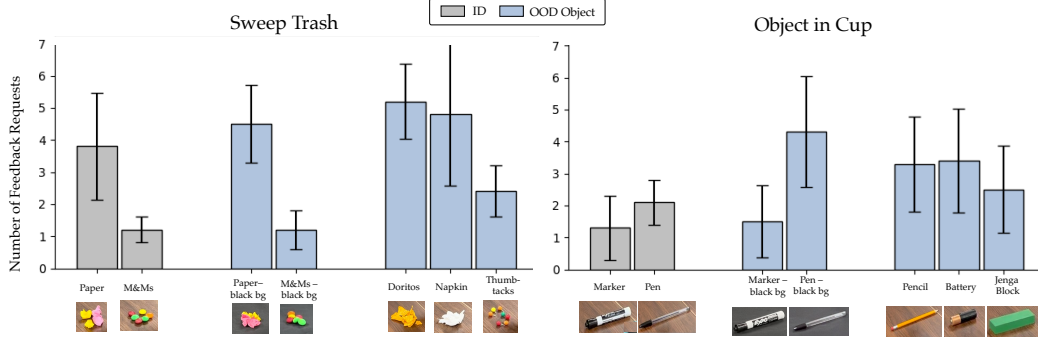 ID
OOD Object
Sweep Trash
Object in Cup
Number of Feedback Requests
7
6
5
4
3
2
1
0
Paper
M&Ms
Paper–
black bg
M&Ms –
black bg
Doritos
Napkin
Thumb-
tacks
7
6
5
4
3
2
1
0
Marker
Pen
Marker –
black bg
Pen –
black bg
Pencil
Battery
Jenga
Block